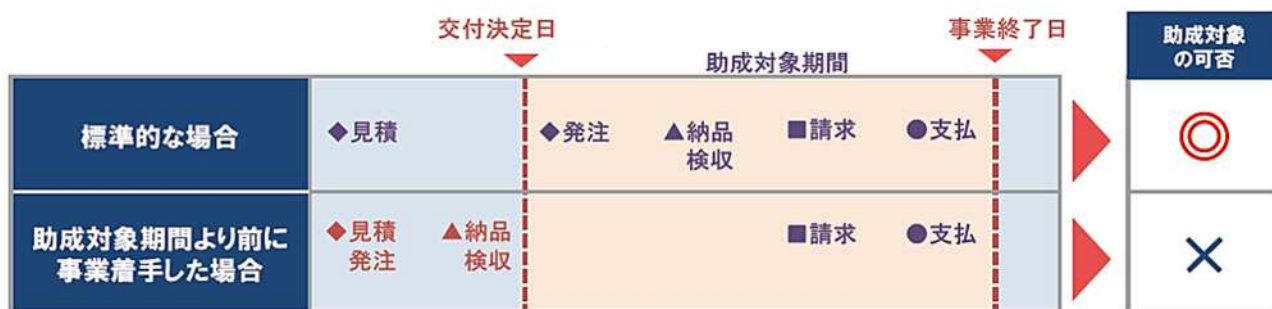 交付決定日
事業終了日
助成対象期間
助成対象
の可否
標準的な場合
◆見積
◆発注
▲納品
検収
■請求
●支払
◎
助成対象期間より前に
事業着手した場合
◆見積
発注
▲納品
検収
■請求
●支払
×